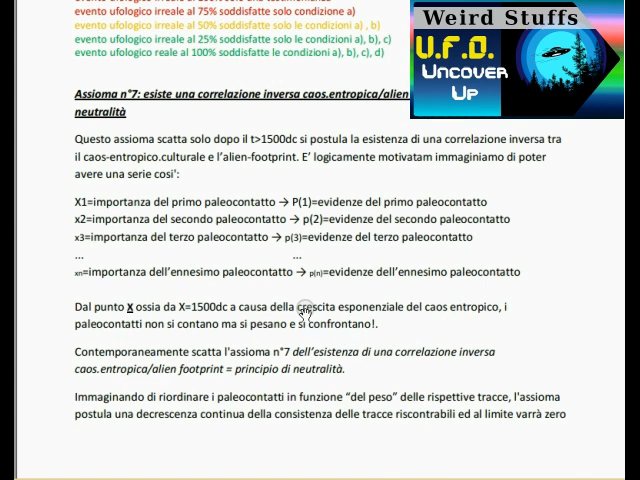 evento ufologico irreale al 75% soddisfatte solo condizione a)
evento ufologico irreale al 50% soddisfatte solo le condizioni a) , b)
evento ufologico irreale al 25% soddisfatte solo le condizioni a), b), c)
evento ufologico reale al 100% soddisfatte le condizioni a), b), c), d)
Weird Stuffs
U.F.O.
Uncover
Up
Assioma n°7: esiste una correlazione inversa caos.entropica/alien
neutralità
Questo assioma scatta solo dopo il t>1500dc si postula la esistenza di una correlazione inversa tra
il caos-entropico.culturale e l’alien-footprint. E’ logicamente motivatam immaginiamo di poter
avere una serie cosi':
X1=importanza del primo paleocontatto → P(1)=evidenze del primo paleocontatto
x2=importanza del secondo paleocontatto → p(2)=evidenze del secondo paleocontatto
x3=importanza del terzo paleocontatto → p(3)=evidenze del terzo paleocontatto
... ...
xn=importanza dell’ennesimo paleocontatto → p(n)=evidenze dell’ennesimo paleocontatto
Dal punto X ossia da X=1500dc a causa della crescita esponenziale del caos entropico, i
paleocontatti non si contano ma si pesano e si confrontano!.
Contemporaneamente scatta l'assioma n°7 dell’esistenza di una correlazione inversa
caos.entropica/alien footprint = principio di neutralità.
Immaginando di riordinare i paleocontatti in funzione “del peso” delle rispettive tracce, l'assioma
postula una decrescenza continua della consistenza delle tracce riscontrabili ed al limite varrà zero